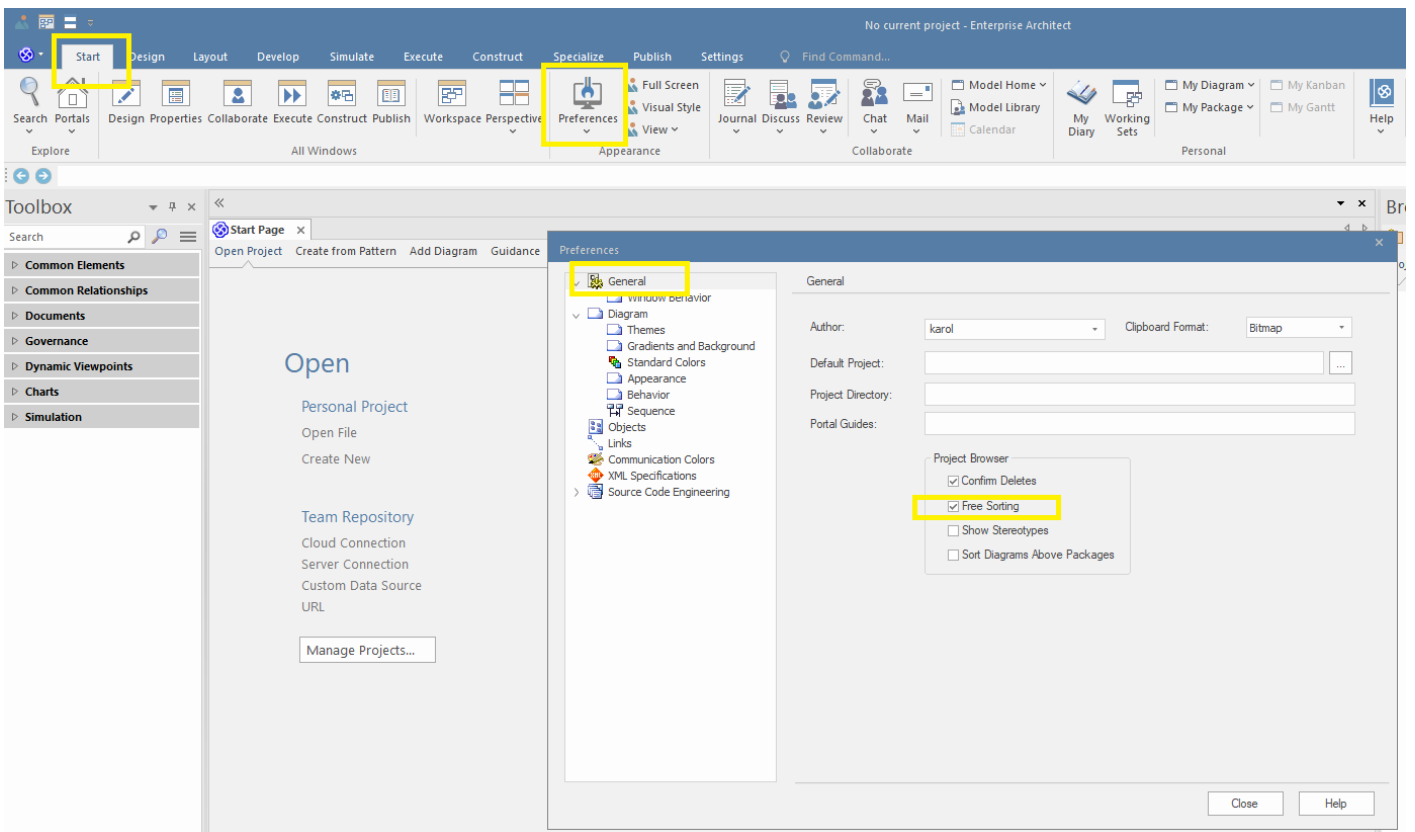 No current project - Enterprise Architect
Start Design Layout Develop Simulate Execute Construct Specialize Publish Settings Find Command...
Search Portals Design Properties Collaborate Execute Construct Publish Workspace Perspective Preferences
Full Screen
Visual Style
View
Journal Discuss Review Chat Mail
Model Home
Model Library
Calendar
My Diary
Working Sets
My Diagram My Kanban
My Package My Gantt
Help
Explore All Windows Appearance Collaborate Personal
Toolbox
Search
Common Elements
Common Relationships
Documents
Governance
Dynamic Viewpoints
Charts
Simulation
Start Page
Open Project Create from Pattern Add Diagram Guidance
Open
Personal Project
Open File
Create New
Team Repository
Cloud Connection
Server Connection
Custom Data Source
URL
Manage Projects...
Preferences
General
Window Behavior
Diagram
Themes
Gradients and Background
Standard Colors
Appearance
Behavior
Sequence
Objects
Links
Communication Colors
XML Specifications
Source Code Engineering
General
Author: karol Clipboard Format: Bitmap
Default Project: ...
Project Directory:
Portal Guides:
Project Browser
Confirm Deletes
Free Sorting
Show Stereotypes
Sort Diagrams Above Packages
Close Help